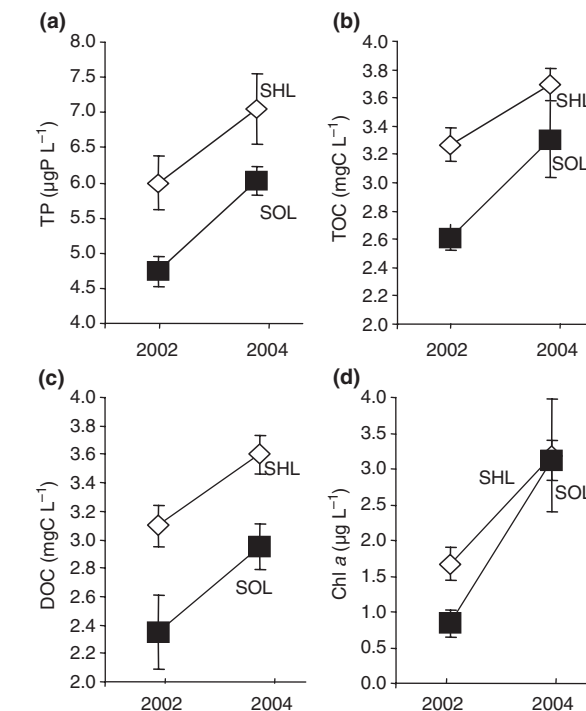 (a)
8.0
7.0
6.5
6.0
5.5
5.0
4.5
4.0
TP (µgP L⁻¹)
SHL
SOL
2002 2004
(b)
4.0
3.8
3.6
3.4
3.2
3.0
2.8
2.6
2.4
2.2
2.0
TOC (mgC L⁻¹)
SHL
SOL
2002 2004
(c)
4.0
3.8
3.6
3.4
3.2
3.0
2.8
2.6
2.4
2.2
2.0
DOC (mgC L⁻¹)
SHL
SOL
2002 2004
(d)
4.0
3.5
3.0
2.5
2.0
1.5
1.0
0.5
0.0
Chl a (µg L⁻¹)
SHL
SOL
2002 2004